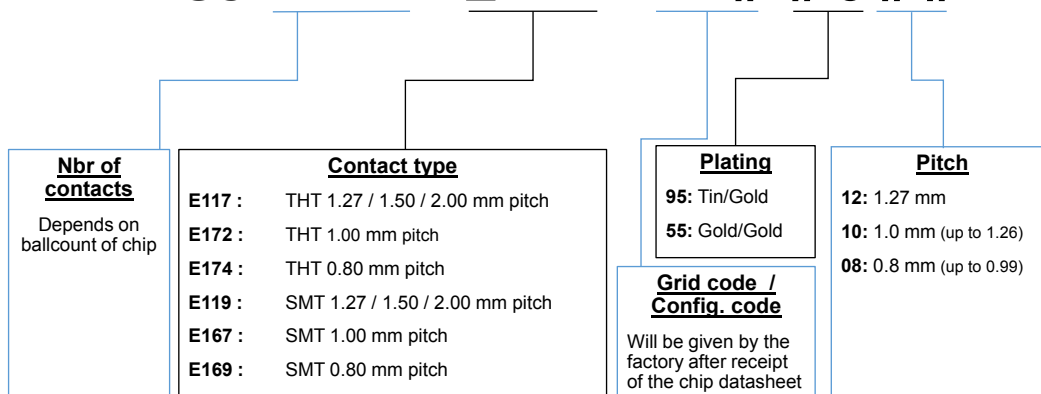 Nbr of
contacts
Depends on
ballcount of chip
Contact type
E117 : THT 1.27 / 1.50 / 2.00 mm pitch
E172 : THT 1.00 mm pitch
E174 : THT 0.80 mm pitch
E119 : SMT 1.27 / 1.50 / 2.00 mm pitch
E167 : SMT 1.00 mm pitch
E169 : SMT 0.80 mm pitch
Plating
95: Tin/Gold
55: Gold/Gold
Grid code /
Config. code
Will be given by the
factory after receipt
of the chip datasheet
Pitch
12: 1.27 mm
10: 1.0 mm (up to 1.26)
08: 0.8 mm (up to 0.99)